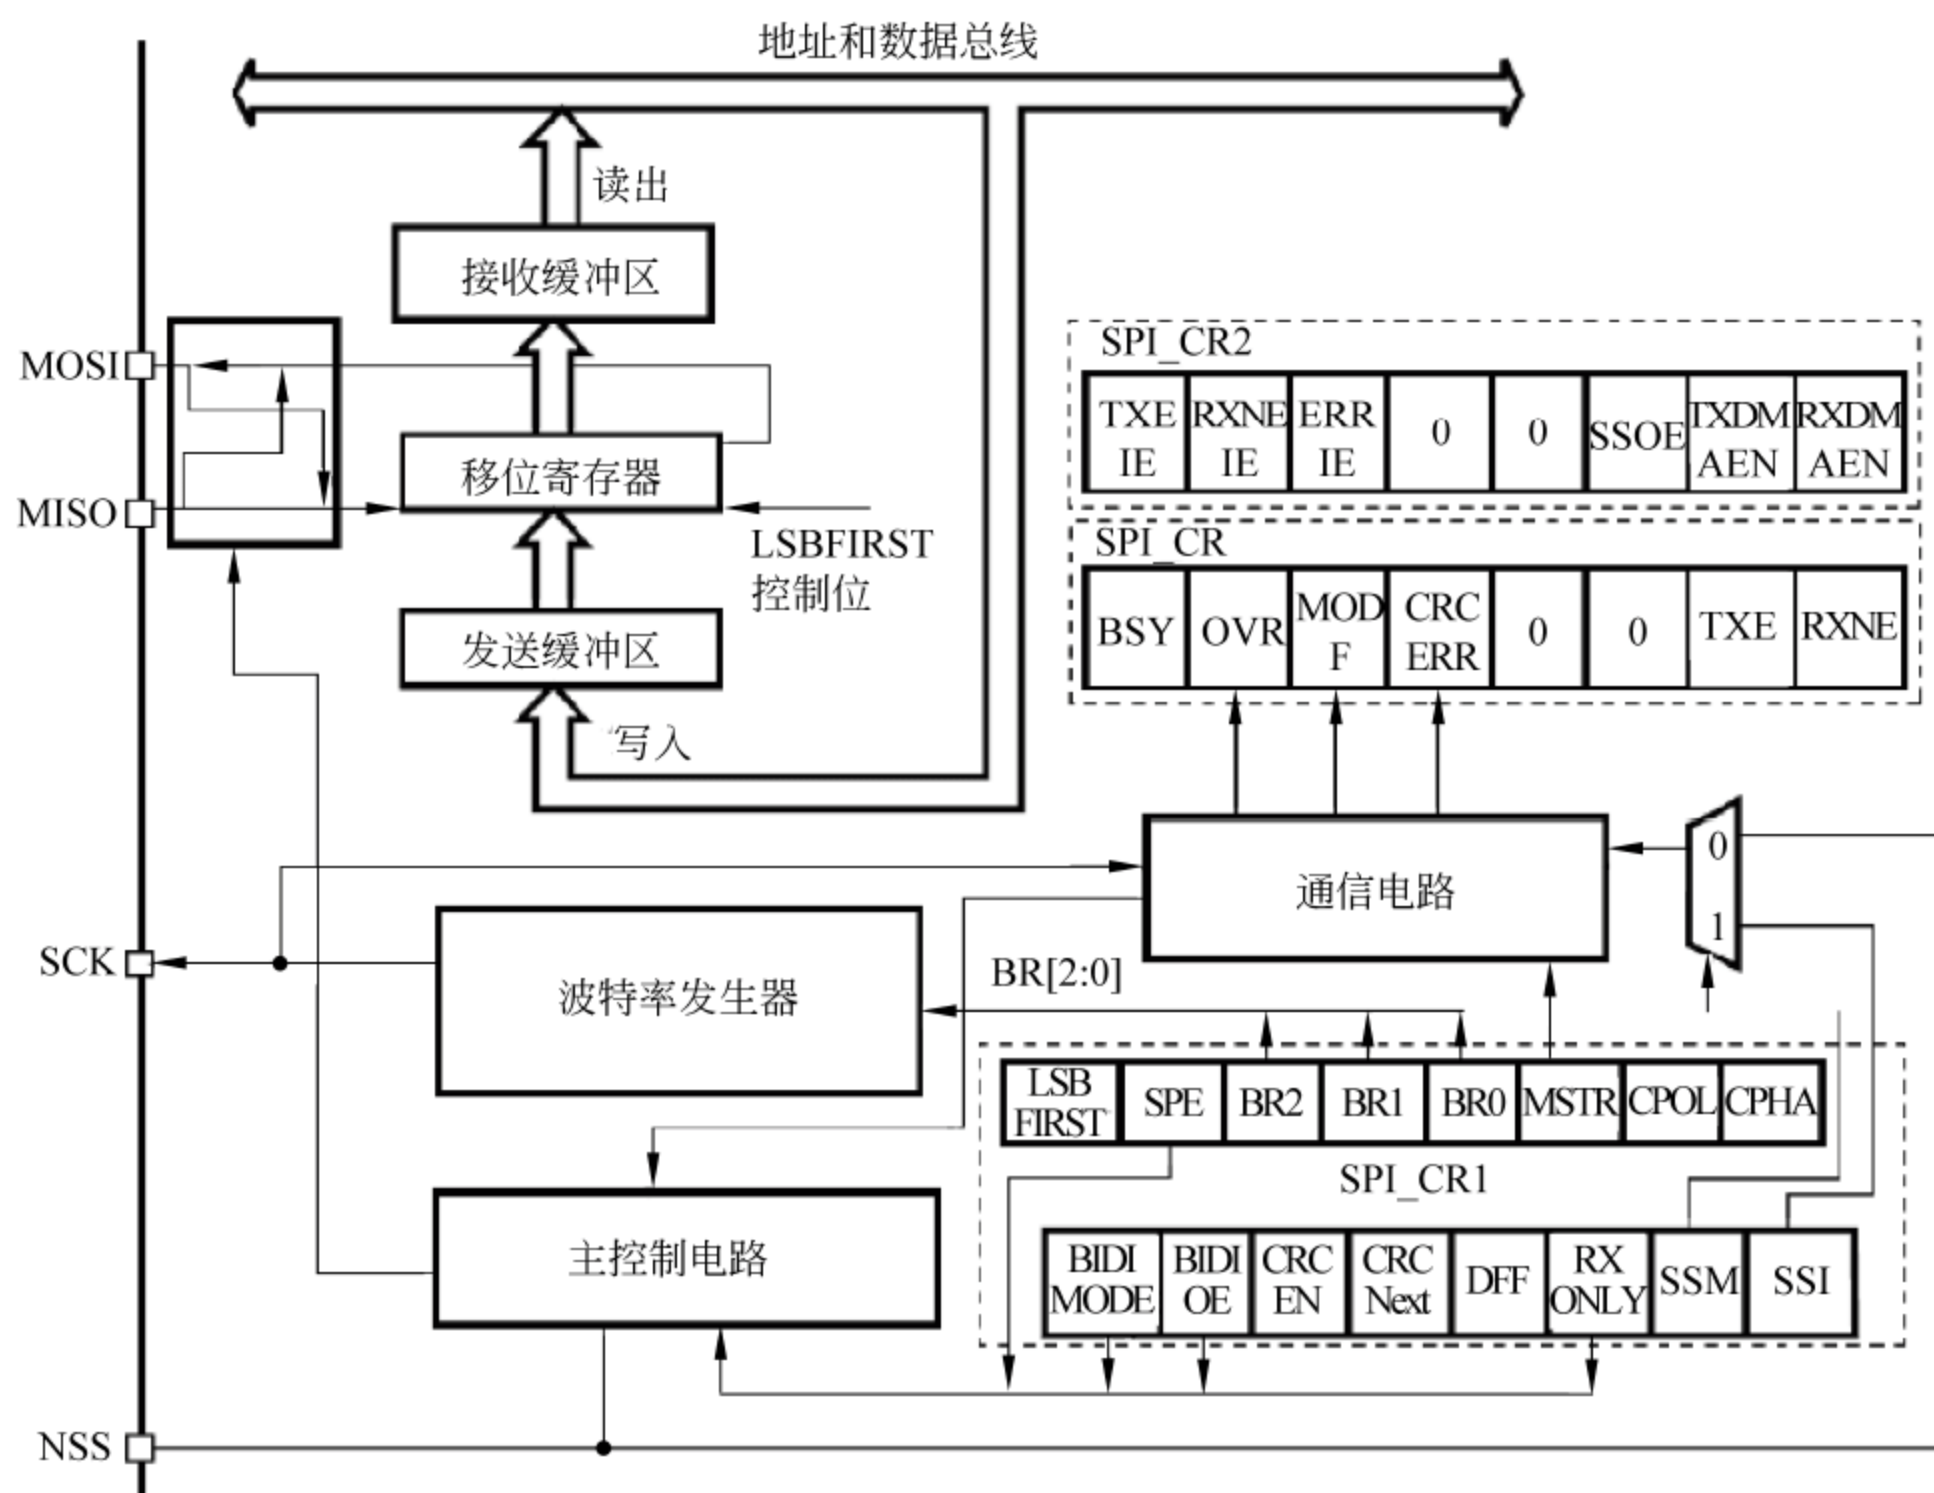 地址和数据总线
读出
接收缓冲区
MOSI
移位寄存器
MISO
LSBFIRST
控制位
发送缓冲区
写入
SPI_CR2
TXE
IE
RXNE
IE
ERR
IE
0
0
SSOE
TXDM
AEN
RXDM
AEN
SPI_CR
BSY
OVR
MOD
F
CRC
ERR
0
0
TXE
RXNE
通信电路
0
1
SCK
波特率发生器
BR[2:0]
LSB
FIRST
SPE
BR2
BR1
BR0
MSTR
CPOL
CPHA
SPI_CR1
主控制电路
BIDI
MODE
BIDI
OE
CRC
EN
CRC
Next
DFF
RX
ONLY
SSM
SSI
NSS